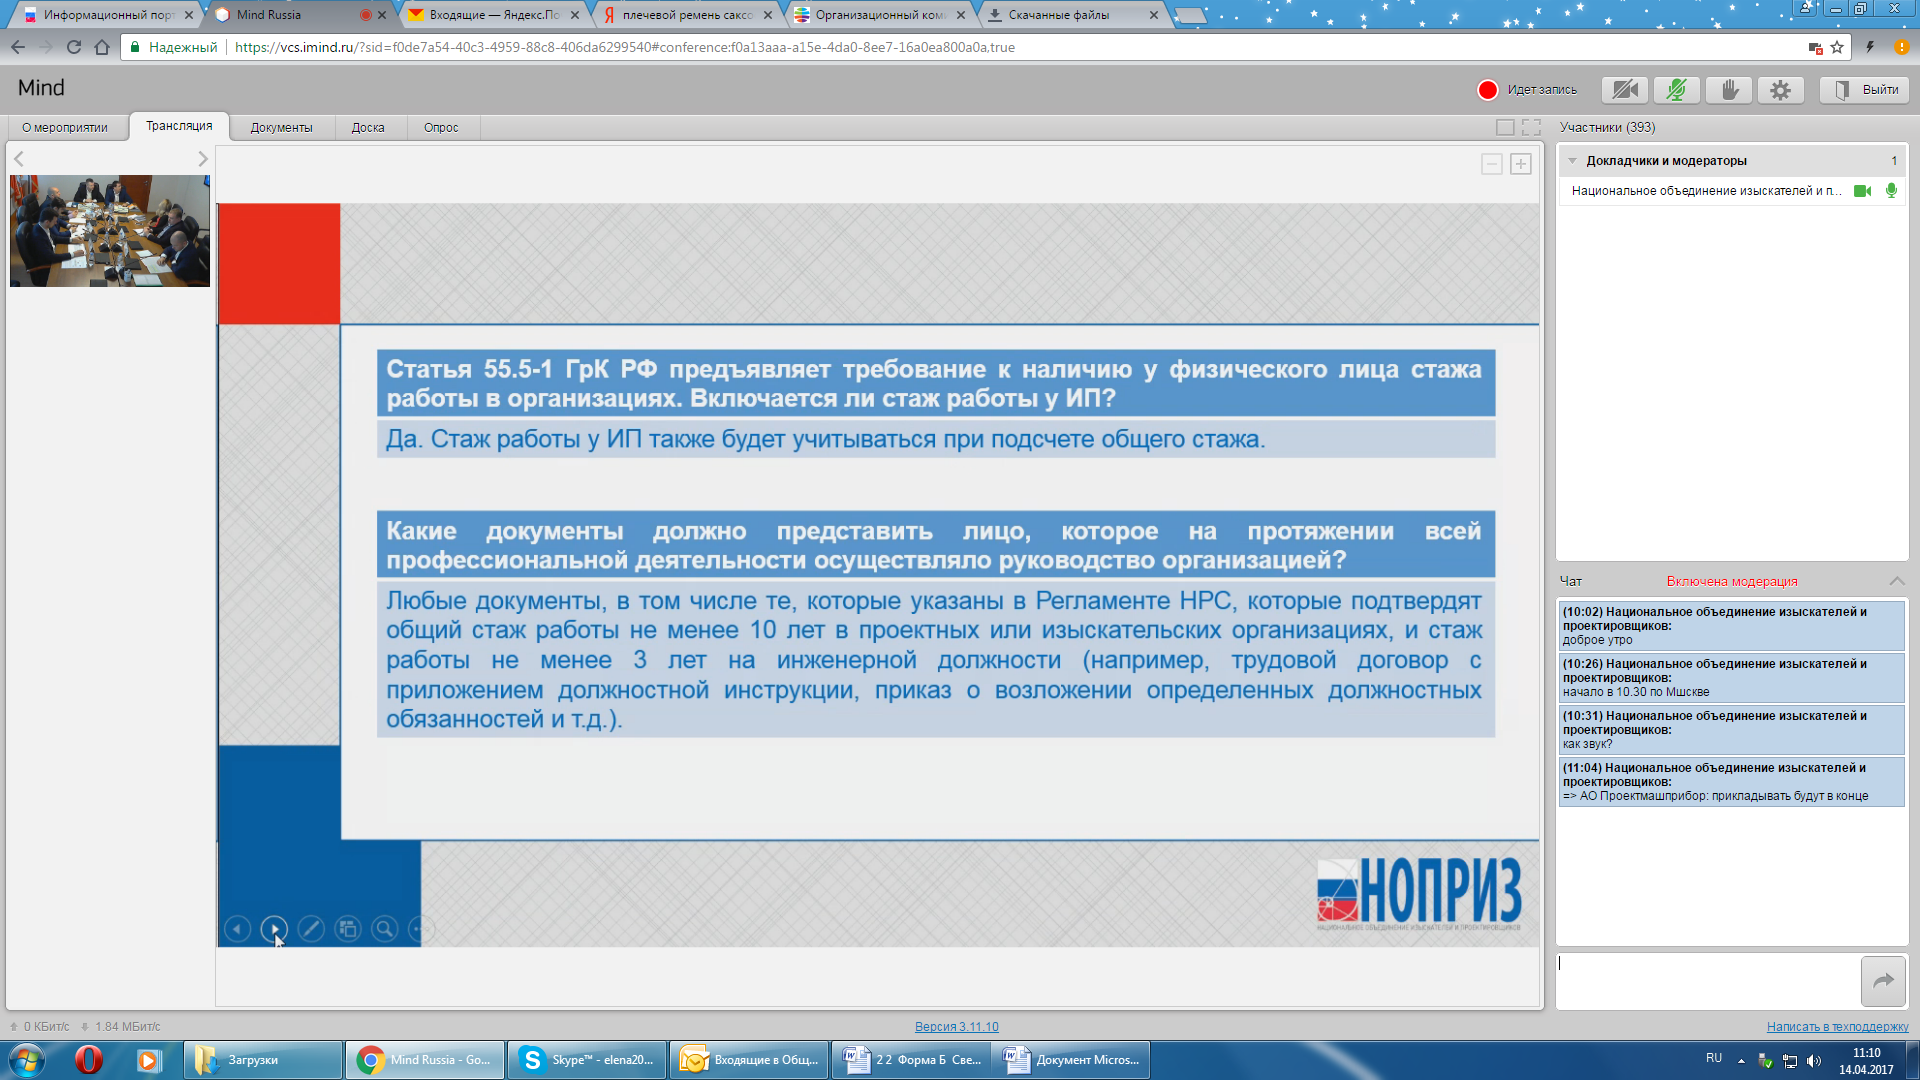 Информационный порт
Mind Russia
Входящие — Яндекс.По
плечевой ремень саксо
Организационный ком
Скачанные файлы
Надежный
https://vcs.imind.ru/?sid=f0de7a54-40c3-4959-88c8-406da6299540#conference:f0a13aaa-a15e-4da0-8ee7-16a0ea800a0a,true
Mind
Идет запись
Выйти
О мероприятии
Трансляция
Документы
Доска
Опрос
Участники (393)
Докладчики и модераторы
1
Национальное объединение изыскателей и п...
Статья 55.5-1 ГрК РФ предъявляет требование к наличию у физического лица стажа
работы в организациях. Включается ли стаж работы у ИП?
Да. Стаж работы у ИП также будет учитываться при подсчете общего стажа.
Какие документы должно представить лицо, которое на протяжении всей
профессиональной деятельности осуществляло руководство организацией?
Любые документы, в том числе те, которые указаны в Регламенте НРС, которые подтвердят
общий стаж работы не менее 10 лет в проектных или изыскательских организациях, и стаж
работы не менее 3 лет на инженерной должности (например, трудовой договор с
приложением должностной инструкции, приказ о возложении определенных должностных
обязанностей и т.д.).
НОПРИЗ
НАЦИОНАЛЬНОЕ ОБЪЕДИНЕНИЕ ИЗЫСКАТЕЛЕЙ И ПРОЕКТИРОВЩИКОВ
Чат
Включена модерация
(10:02) Национальное объединение изыскателей и
проектировщиков:
доброе утро
(10:26) Национальное объединение изыскателей и
проектировщиков:
начало в 10.30 по Мшскве
(10:31) Национальное объединение изыскателей и
проектировщиков:
как звук?
(11:04) Национальное объединение изыскателей и
проектировщиков:
=> АО Проектмашприбор: прикладывать будут в конце
0 КБит/с
1.84 МБит/с
Версия 3.11.10
Написать в техподдержку
Загрузки
Mind Russia - Go...
Skype™ - elena20...
Входящие в Общ...
2 2 Форма Б Све...
Документ Micros...
RU
11:10
14.04.2017